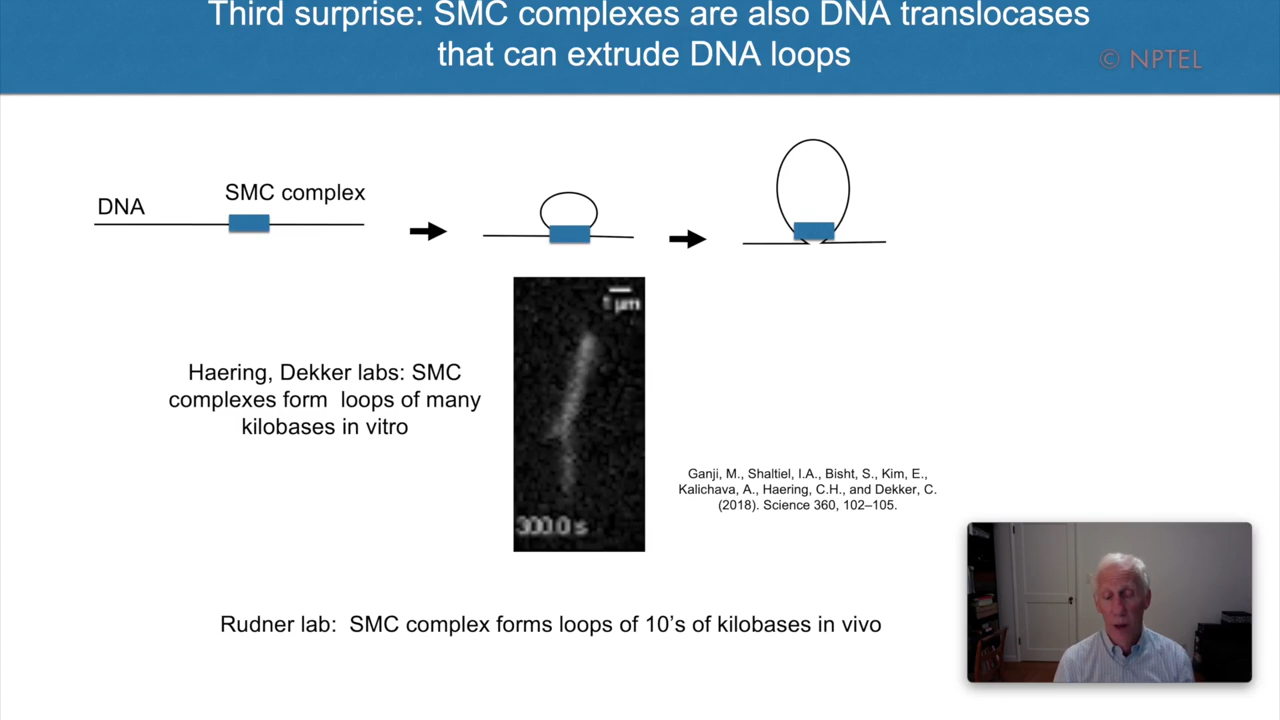 Third surprise: SMC complexes are also DNA translocases
that can extrude DNA loops
© NPTEL
DNA
SMC complex
1 µm
Haering, Dekker labs: SMC
complexes form loops of many
kilobases in vitro
300.0 s
Ganji, M., Shaltiel, I.A., Bisht, S., Kim, E.,
Kalichava, A., Haering, C.H., and Dekker, C.
(2018). Science 360, 102–105.
Rudner lab: SMC complex forms loops of 10's of kilobases in vivo